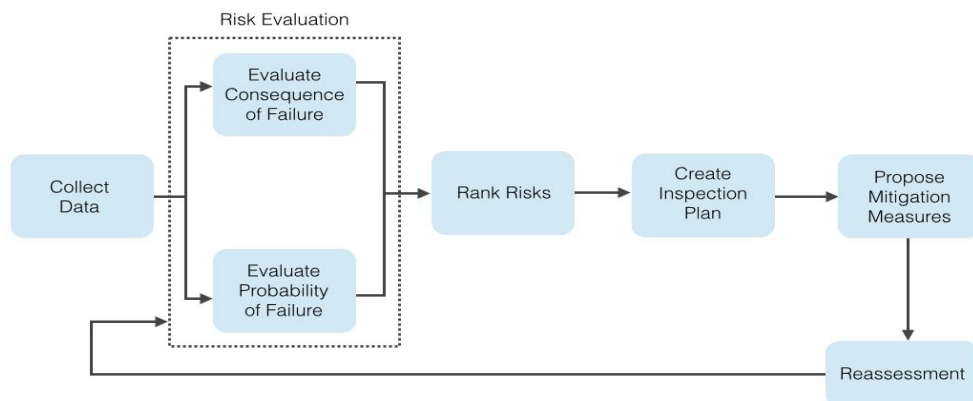 Risk Evaluation
Evaluate
Consequence
of Failure
Collect
Data
Rank Risks
Create
Inspection
Plan
Propose
Mitigation
Measures
Evaluate
Probability
of Failure
Reassessment